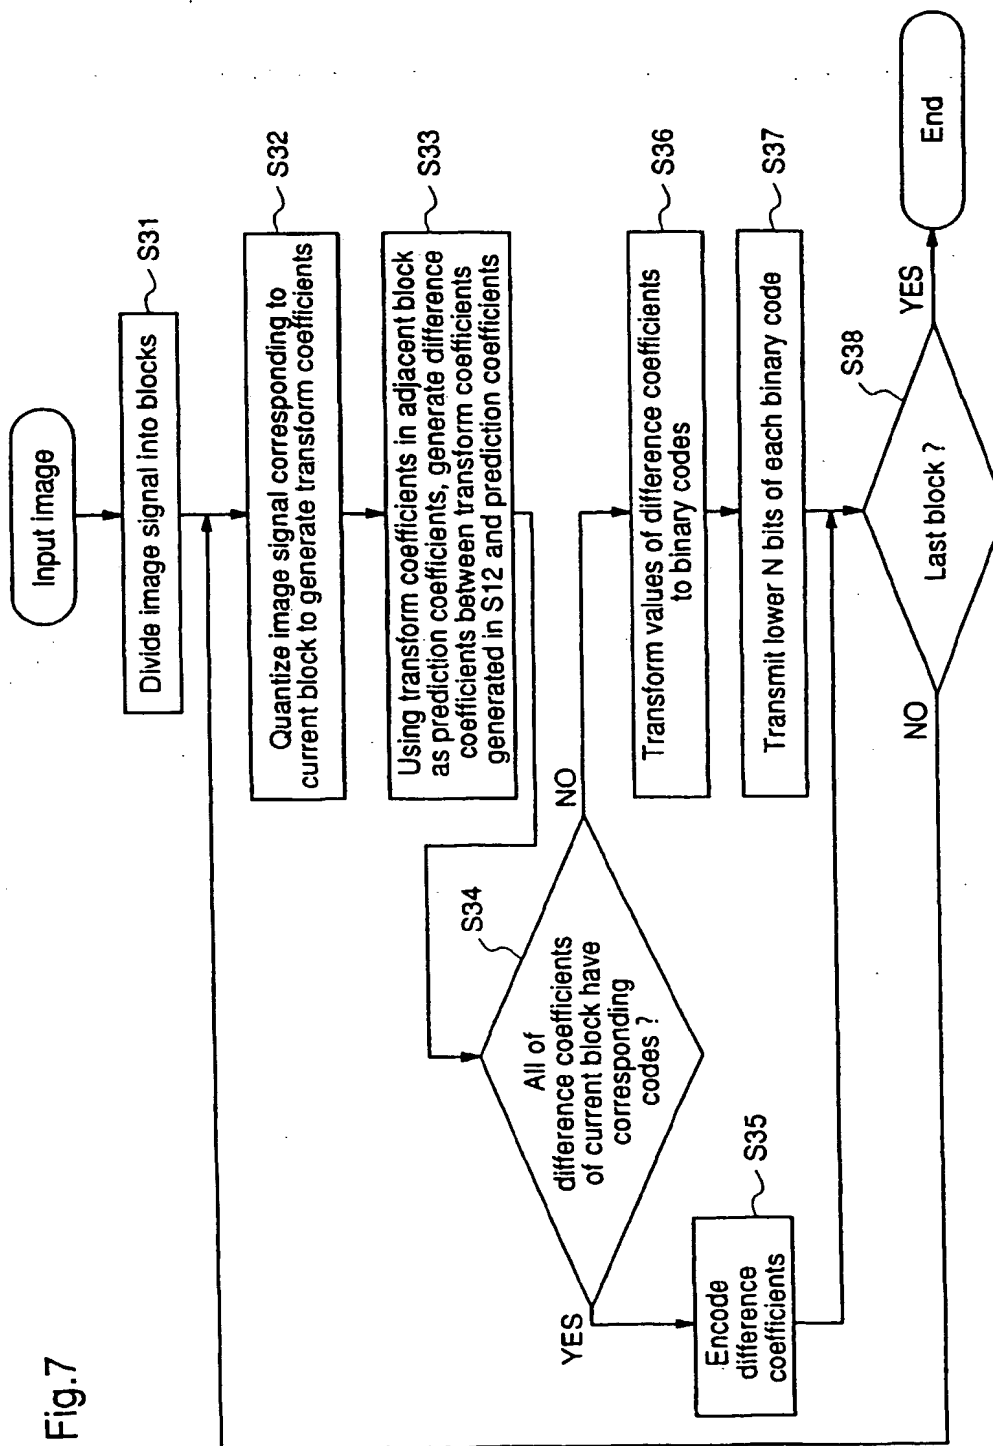 Fig.7
Input image
Divide image signal into blocks
S31
Quantize image signal corresponding to
current block to generate transform coefficients
S32
Using transform coefficients in adjacent block
as prediction coefficients, generate difference
coefficients between transform coefficients
generated in S12 and prediction coefficients
S33
All of
difference coefficients
of current block have
corresponding
codes ?
S34
YES
NO
Encode
difference
coefficients
S35
Transform values of difference coefficients
to binary codes
S36
Transmit lower N bits of each binary code
S37
Last block ?
S38
NO
YES
End